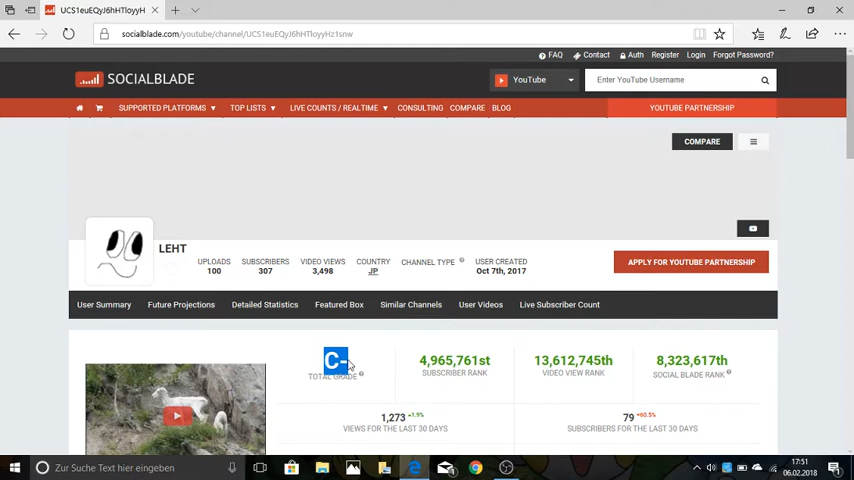 UCS1euEQyJ6hHTloyyH
socialblade.com/youtube/channel/UCS1euEQyJ6hHTloyyHz1snw
FAQ Contact Auth Register Login Forgot Password?
SOCIALBLADE YouTube Enter YouTube Username
SUPPORTED PLATFORMS TOP LISTS LIVE COUNTS / REALTIME CONSULTING COMPARE BLOG YOUTUBE PARTNERSHIP
COMPARE
LEHT
UPLOADS SUBSCRIBERS VIDEO VIEWS COUNTRY CHANNEL TYPE USER CREATED
100 307 3,498 JP Oct 7th, 2017
APPLY FOR YOUTUBE PARTNERSHIP
User Summary Future Projections Detailed Statistics Featured Box Similar Channels User Videos Live Subscriber Count
C- 4,965,761st 13,612,745th 8,323,617th
TOTAL GRADE SUBSCRIBER RANK VIDEO VIEW RANK SOCIAL BLADE RANK
1,273 +1.9% 79 -60.5%
VIEWS FOR THE LAST 30 DAYS SUBSCRIBERS FOR THE LAST 30 DAYS
Zur Suche Text hier eingeben
17:51
06.02.2018